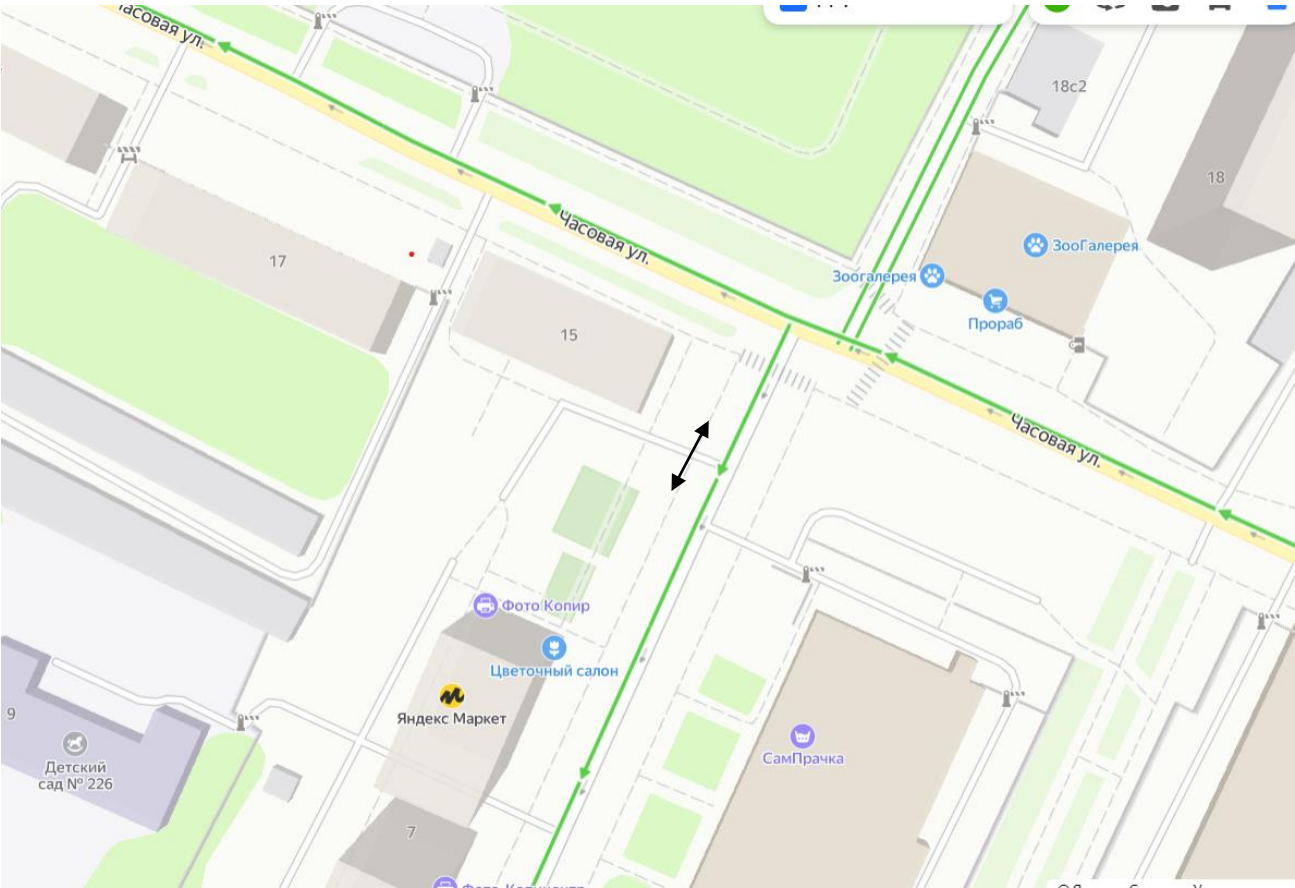 Часовая ул.
18с2
18
ЗооГалерея
Часовая ул.
Зоогалерея
17
Прораб
15
Часовая ул.
Фото Копир
Цветочный салон
Яндекс Маркет
9
СамПрачка
Детский
сад № 226
7